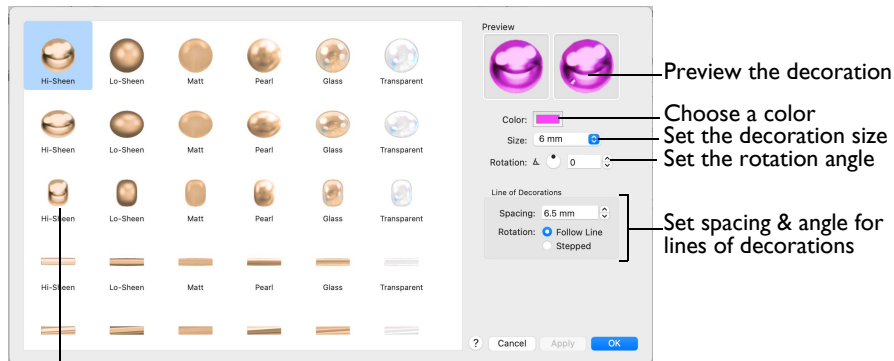 Preview
Hi-Sheen Lo-Sheen Matt Pearl Glass Transparent
Preview the decoration
Color: Choose a color
Size: 6 mm Set the decoration size
Rotation: 0 Set the rotation angle
Hi-Sheen Lo-Sheen Matt Pearl Glass Transparent
Line of Decorations
Spacing: 6.5 mm
Rotation: Follow Line
Stepped
Set spacing & angle for
lines of decorations
Hi-Sheen Lo-Sheen Matt Pearl Glass Transparent
Hi-Sheen Lo-Sheen Matt Pearl Glass Transparent
? Cancel Apply OK